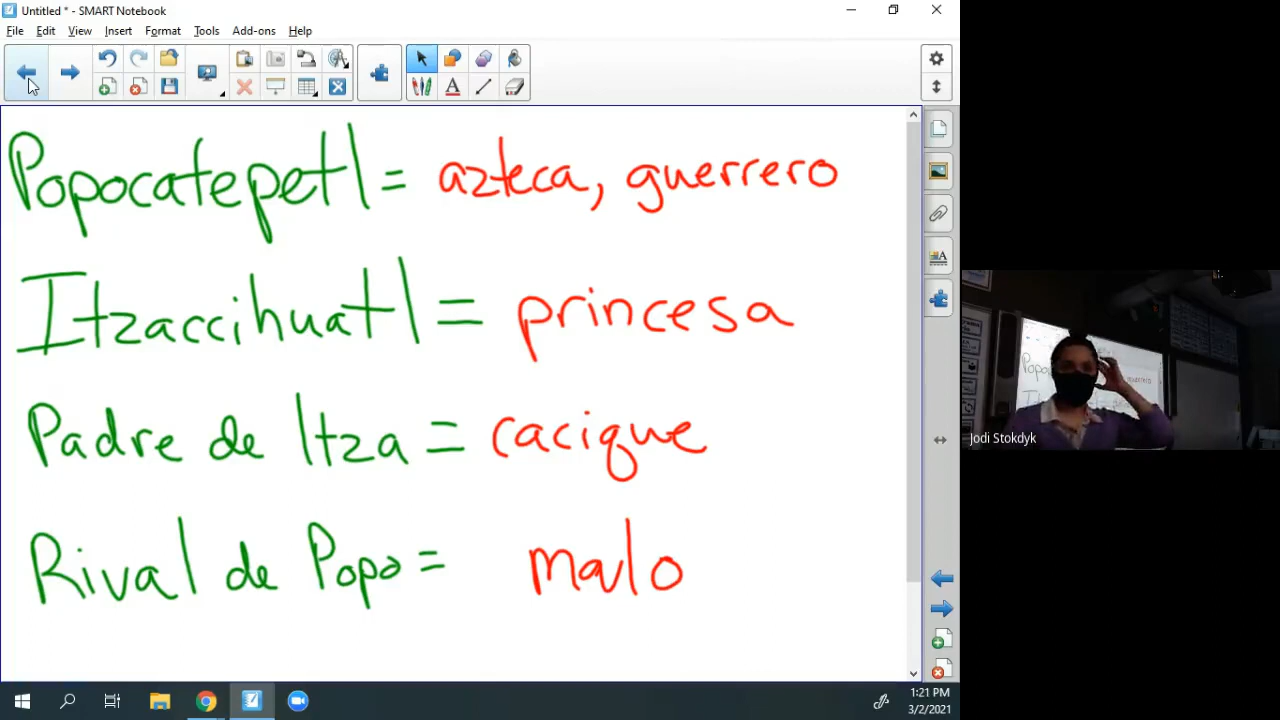 Untitled * - SMART Notebook
File Edit View Insert Format Tools Add-ons Help
Popocatepetl = azteca, guerrero
Itzaccihuatl = princesa
Padre de Itza = cacique
Rival de Popo = malo
Jodi Stokdyk
1:21 PM
3/2/2021